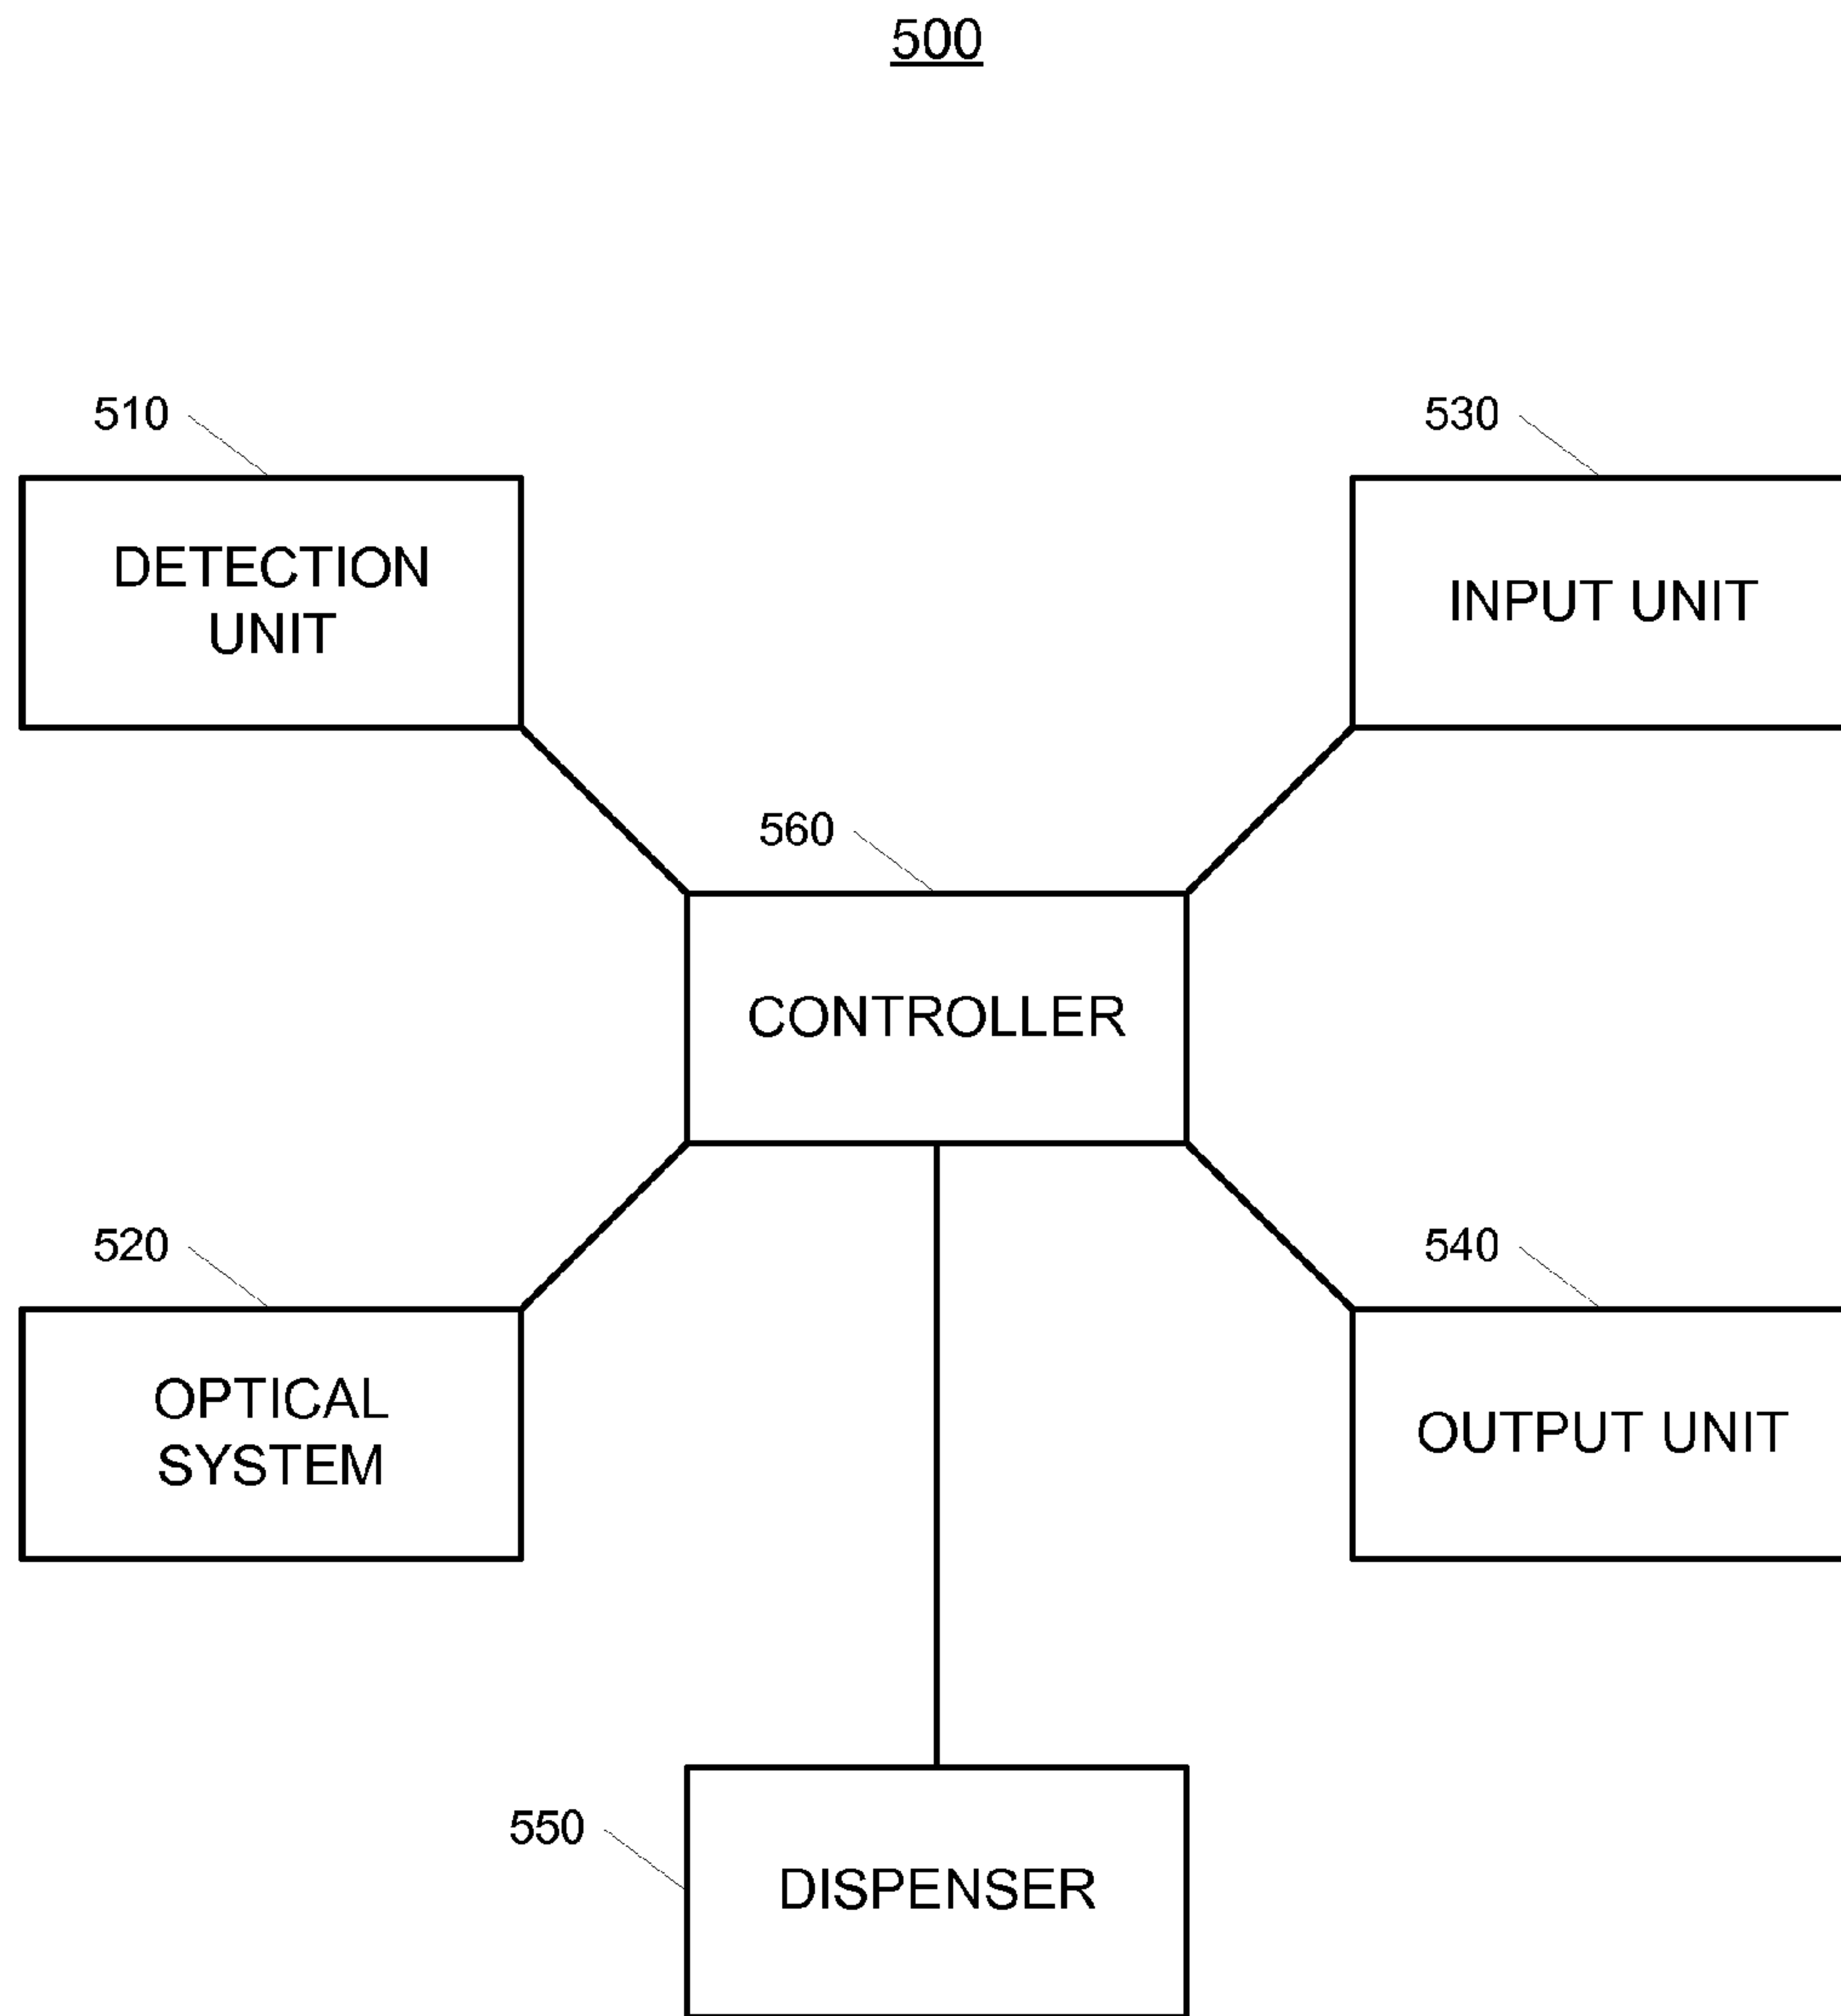 500
510
530
DETECTION
UNIT
INPUT UNIT
560
CONTROLLER
520
540
OPTICAL
SYSTEM
OUTPUT UNIT
550
DISPENSER